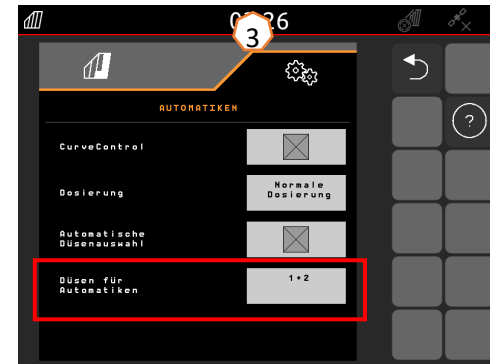 3
AUTOMATIKEN
CurveControl
Dosierung
Normale
Dosierung
Automatische
Düsenauswahl
Düsen für
Automatiken
1+2
?